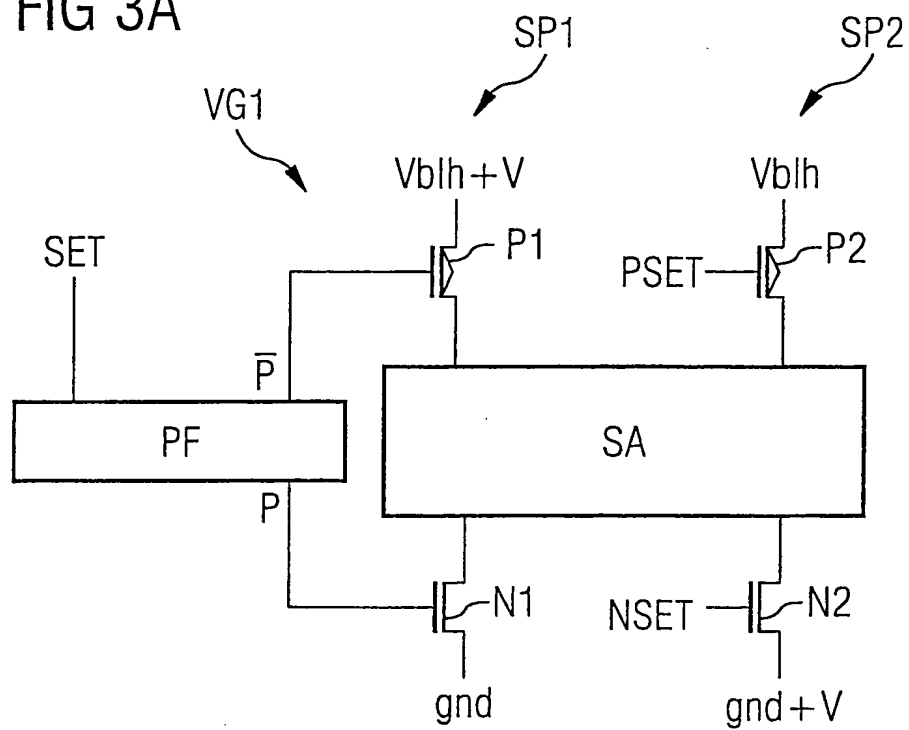 FIG 3A
SP1
SP2
VG1
Vblh+V
Vblh
SET
P1
PSET
P2
P̅
PF
SA
P
N1
NSET
N2
gnd
gnd+V